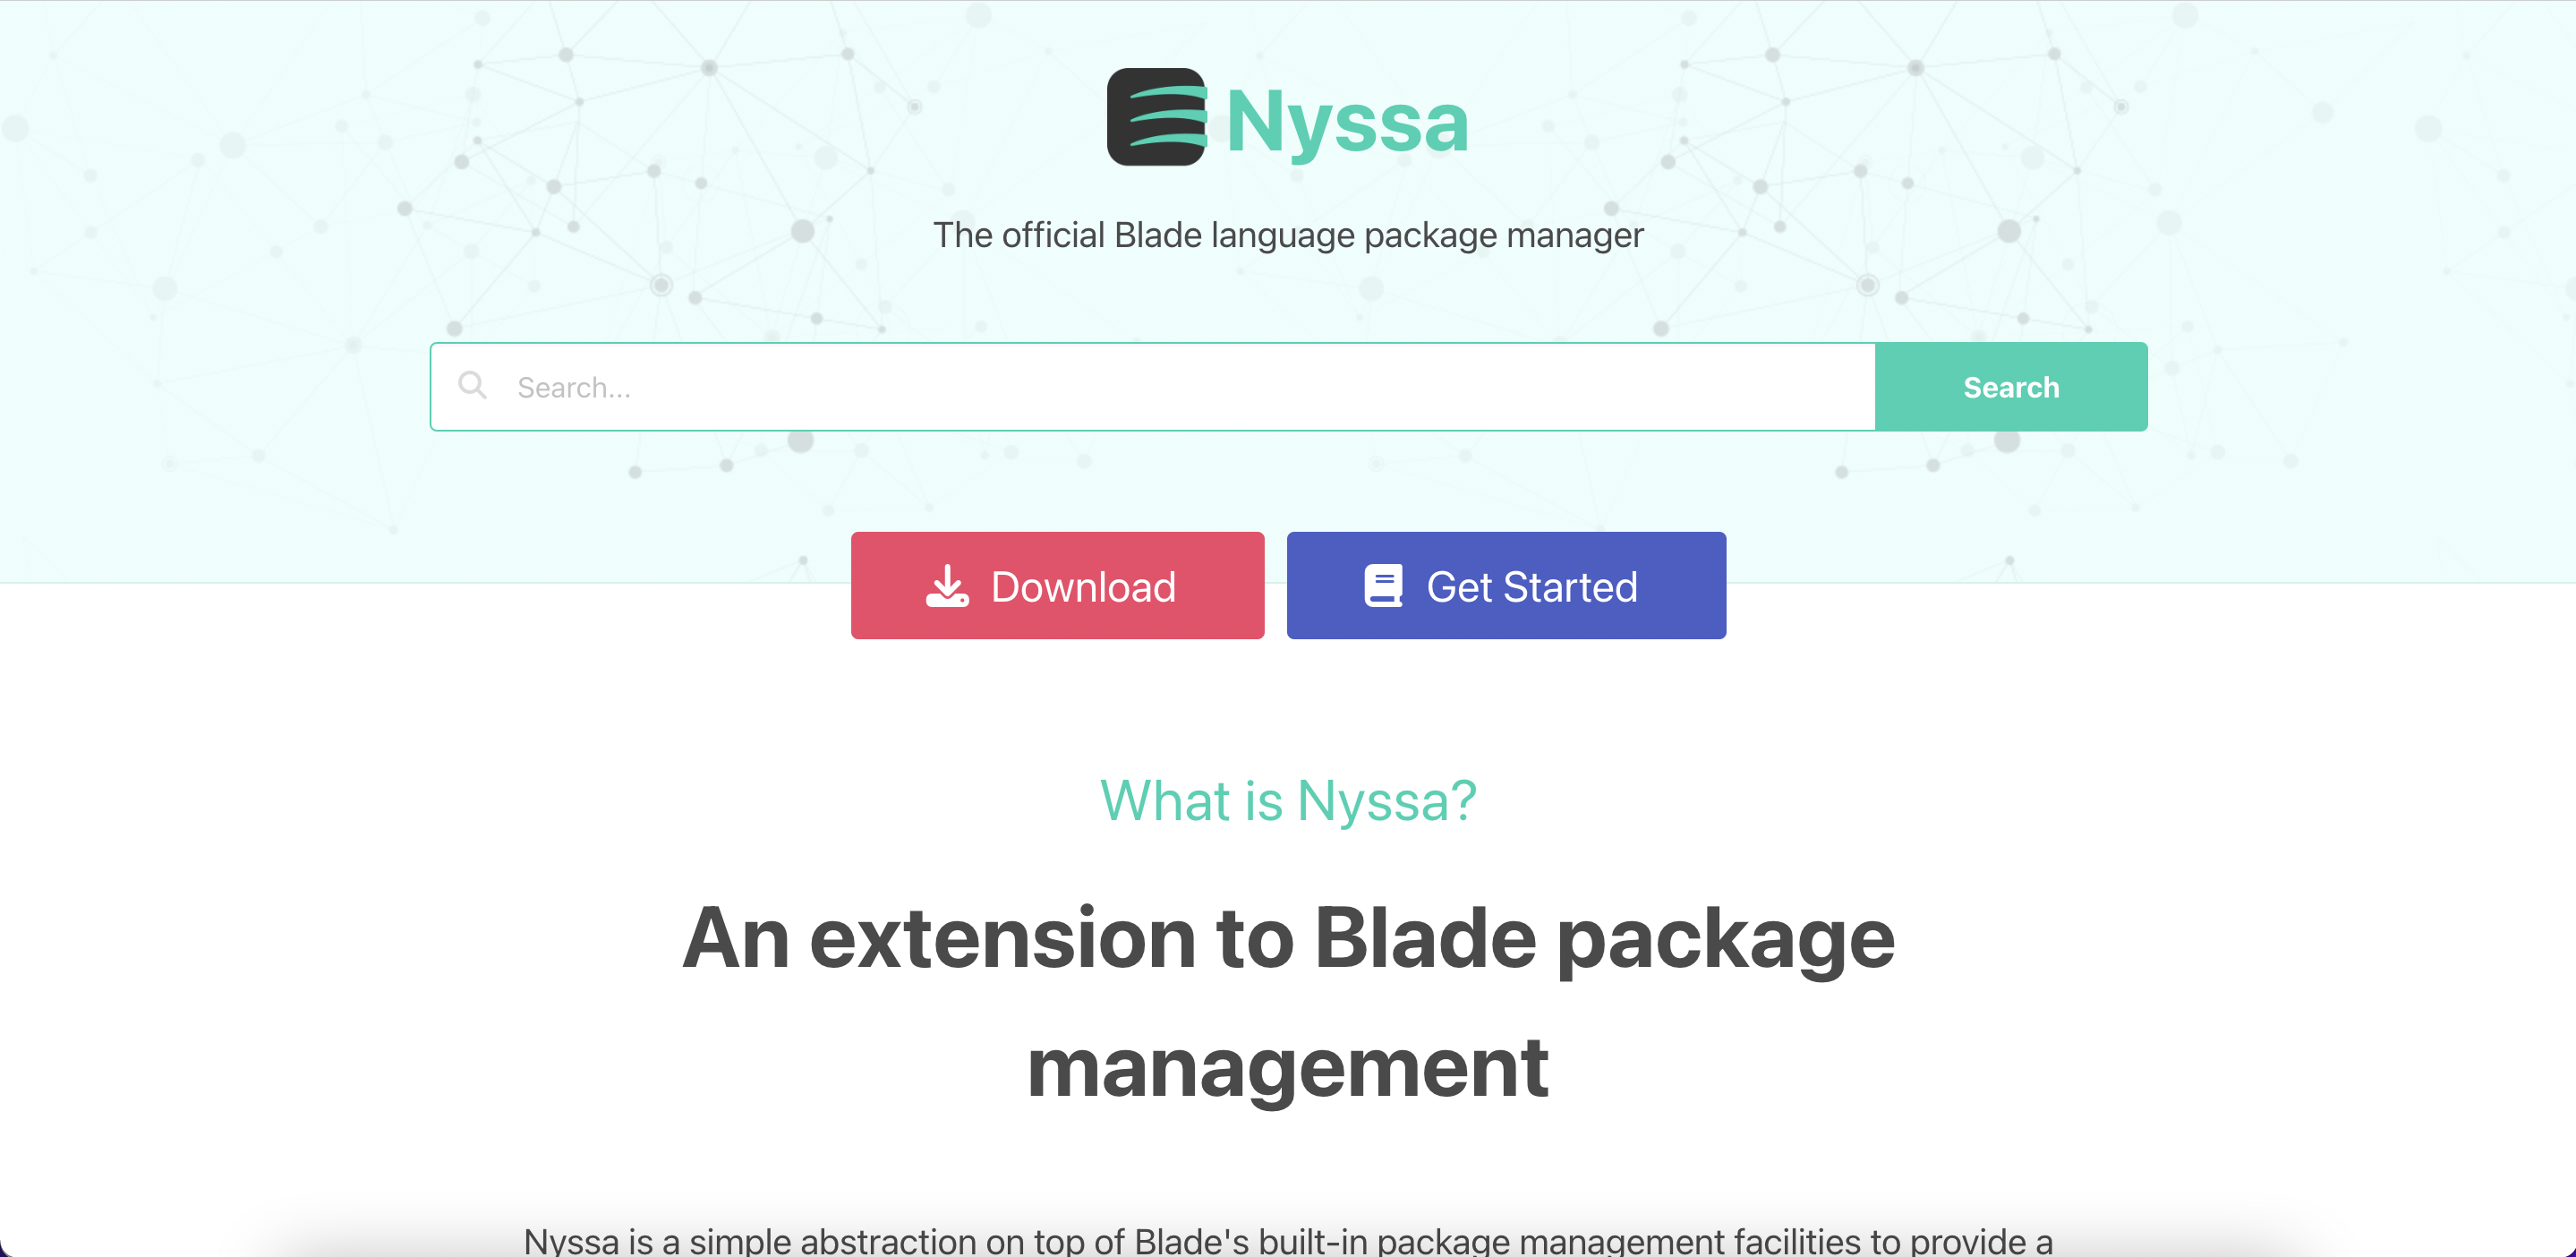 Nyssa
The official Blade language package manager
Search...
Search
Download
Get Started
What is Nyssa?
An extension to Blade package
management
Nyssa is a simple abstraction on top of Blade's built-in package management facilities to provide a